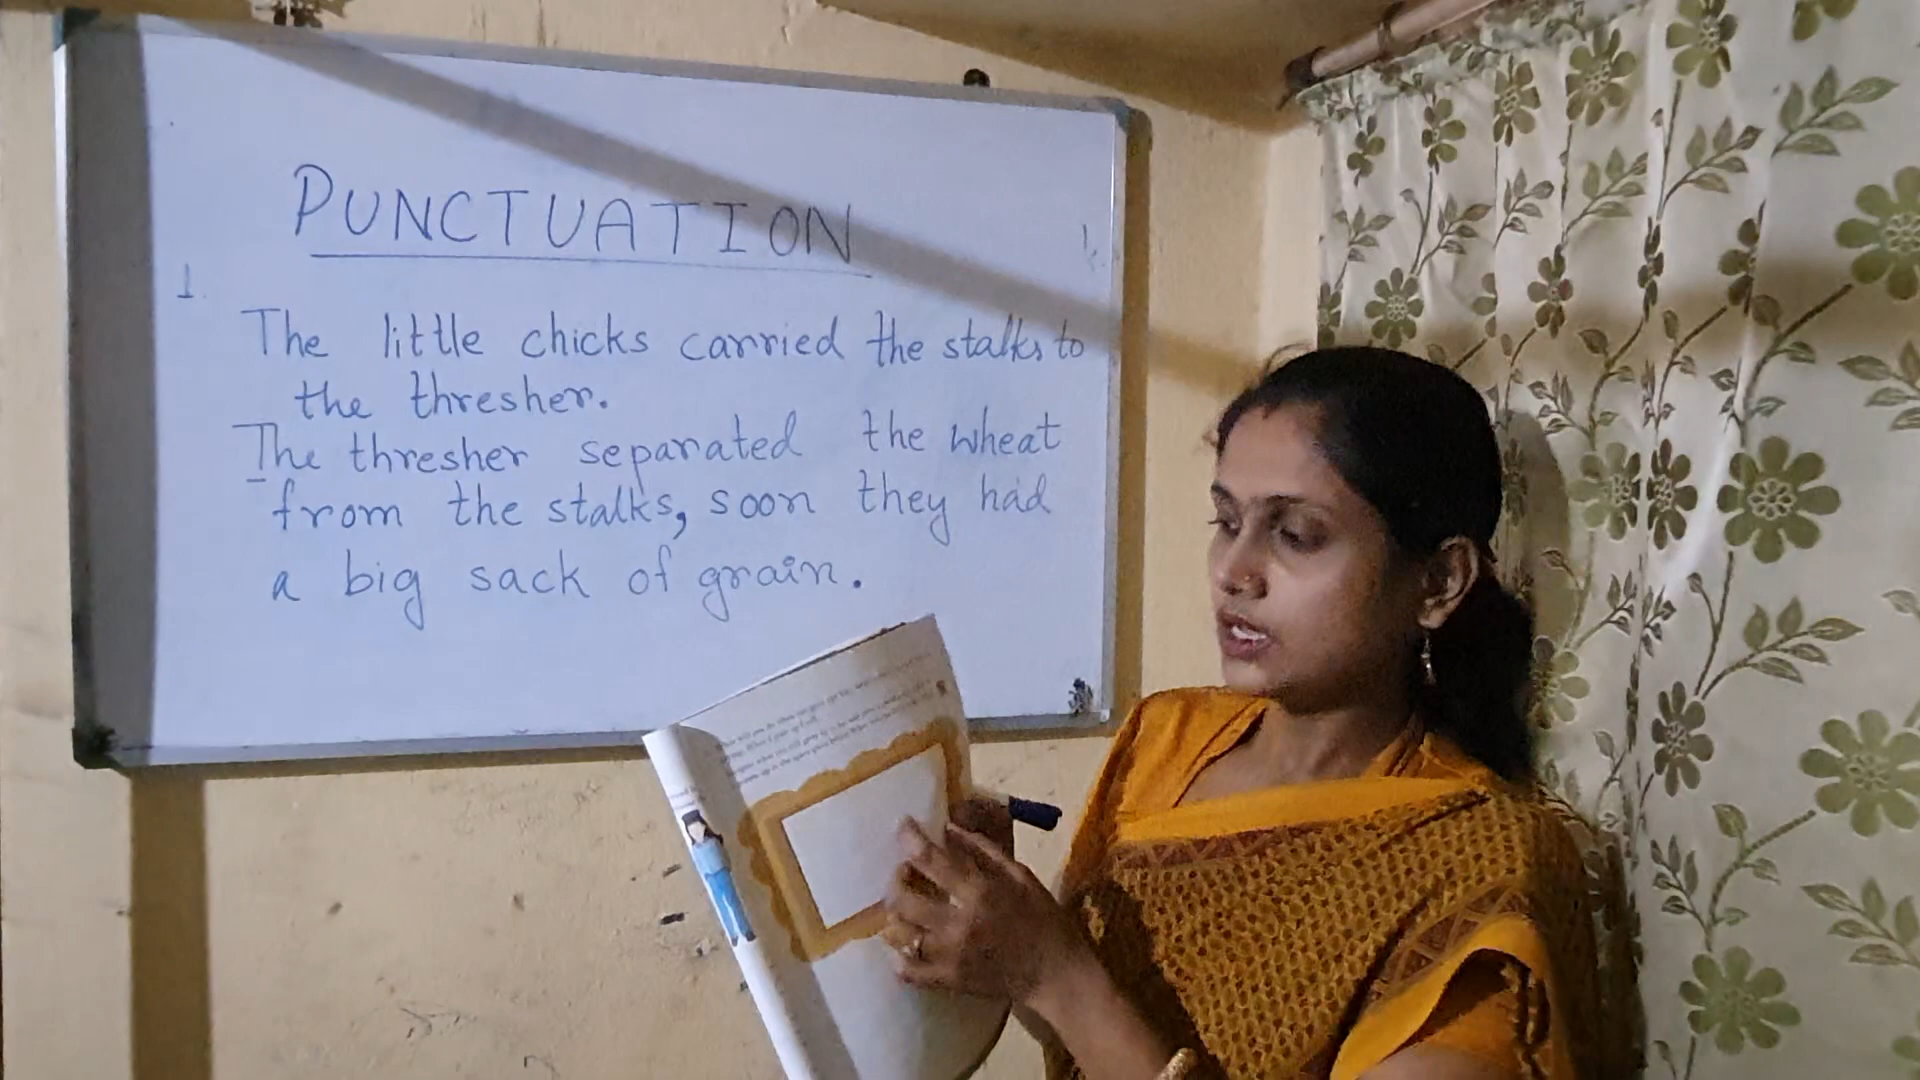 PUNCTUATION
1.
The little chicks carried the stalks to
the thresher.
The thresher separated the wheat
from the stalks, soon they had
a big sack of grain.